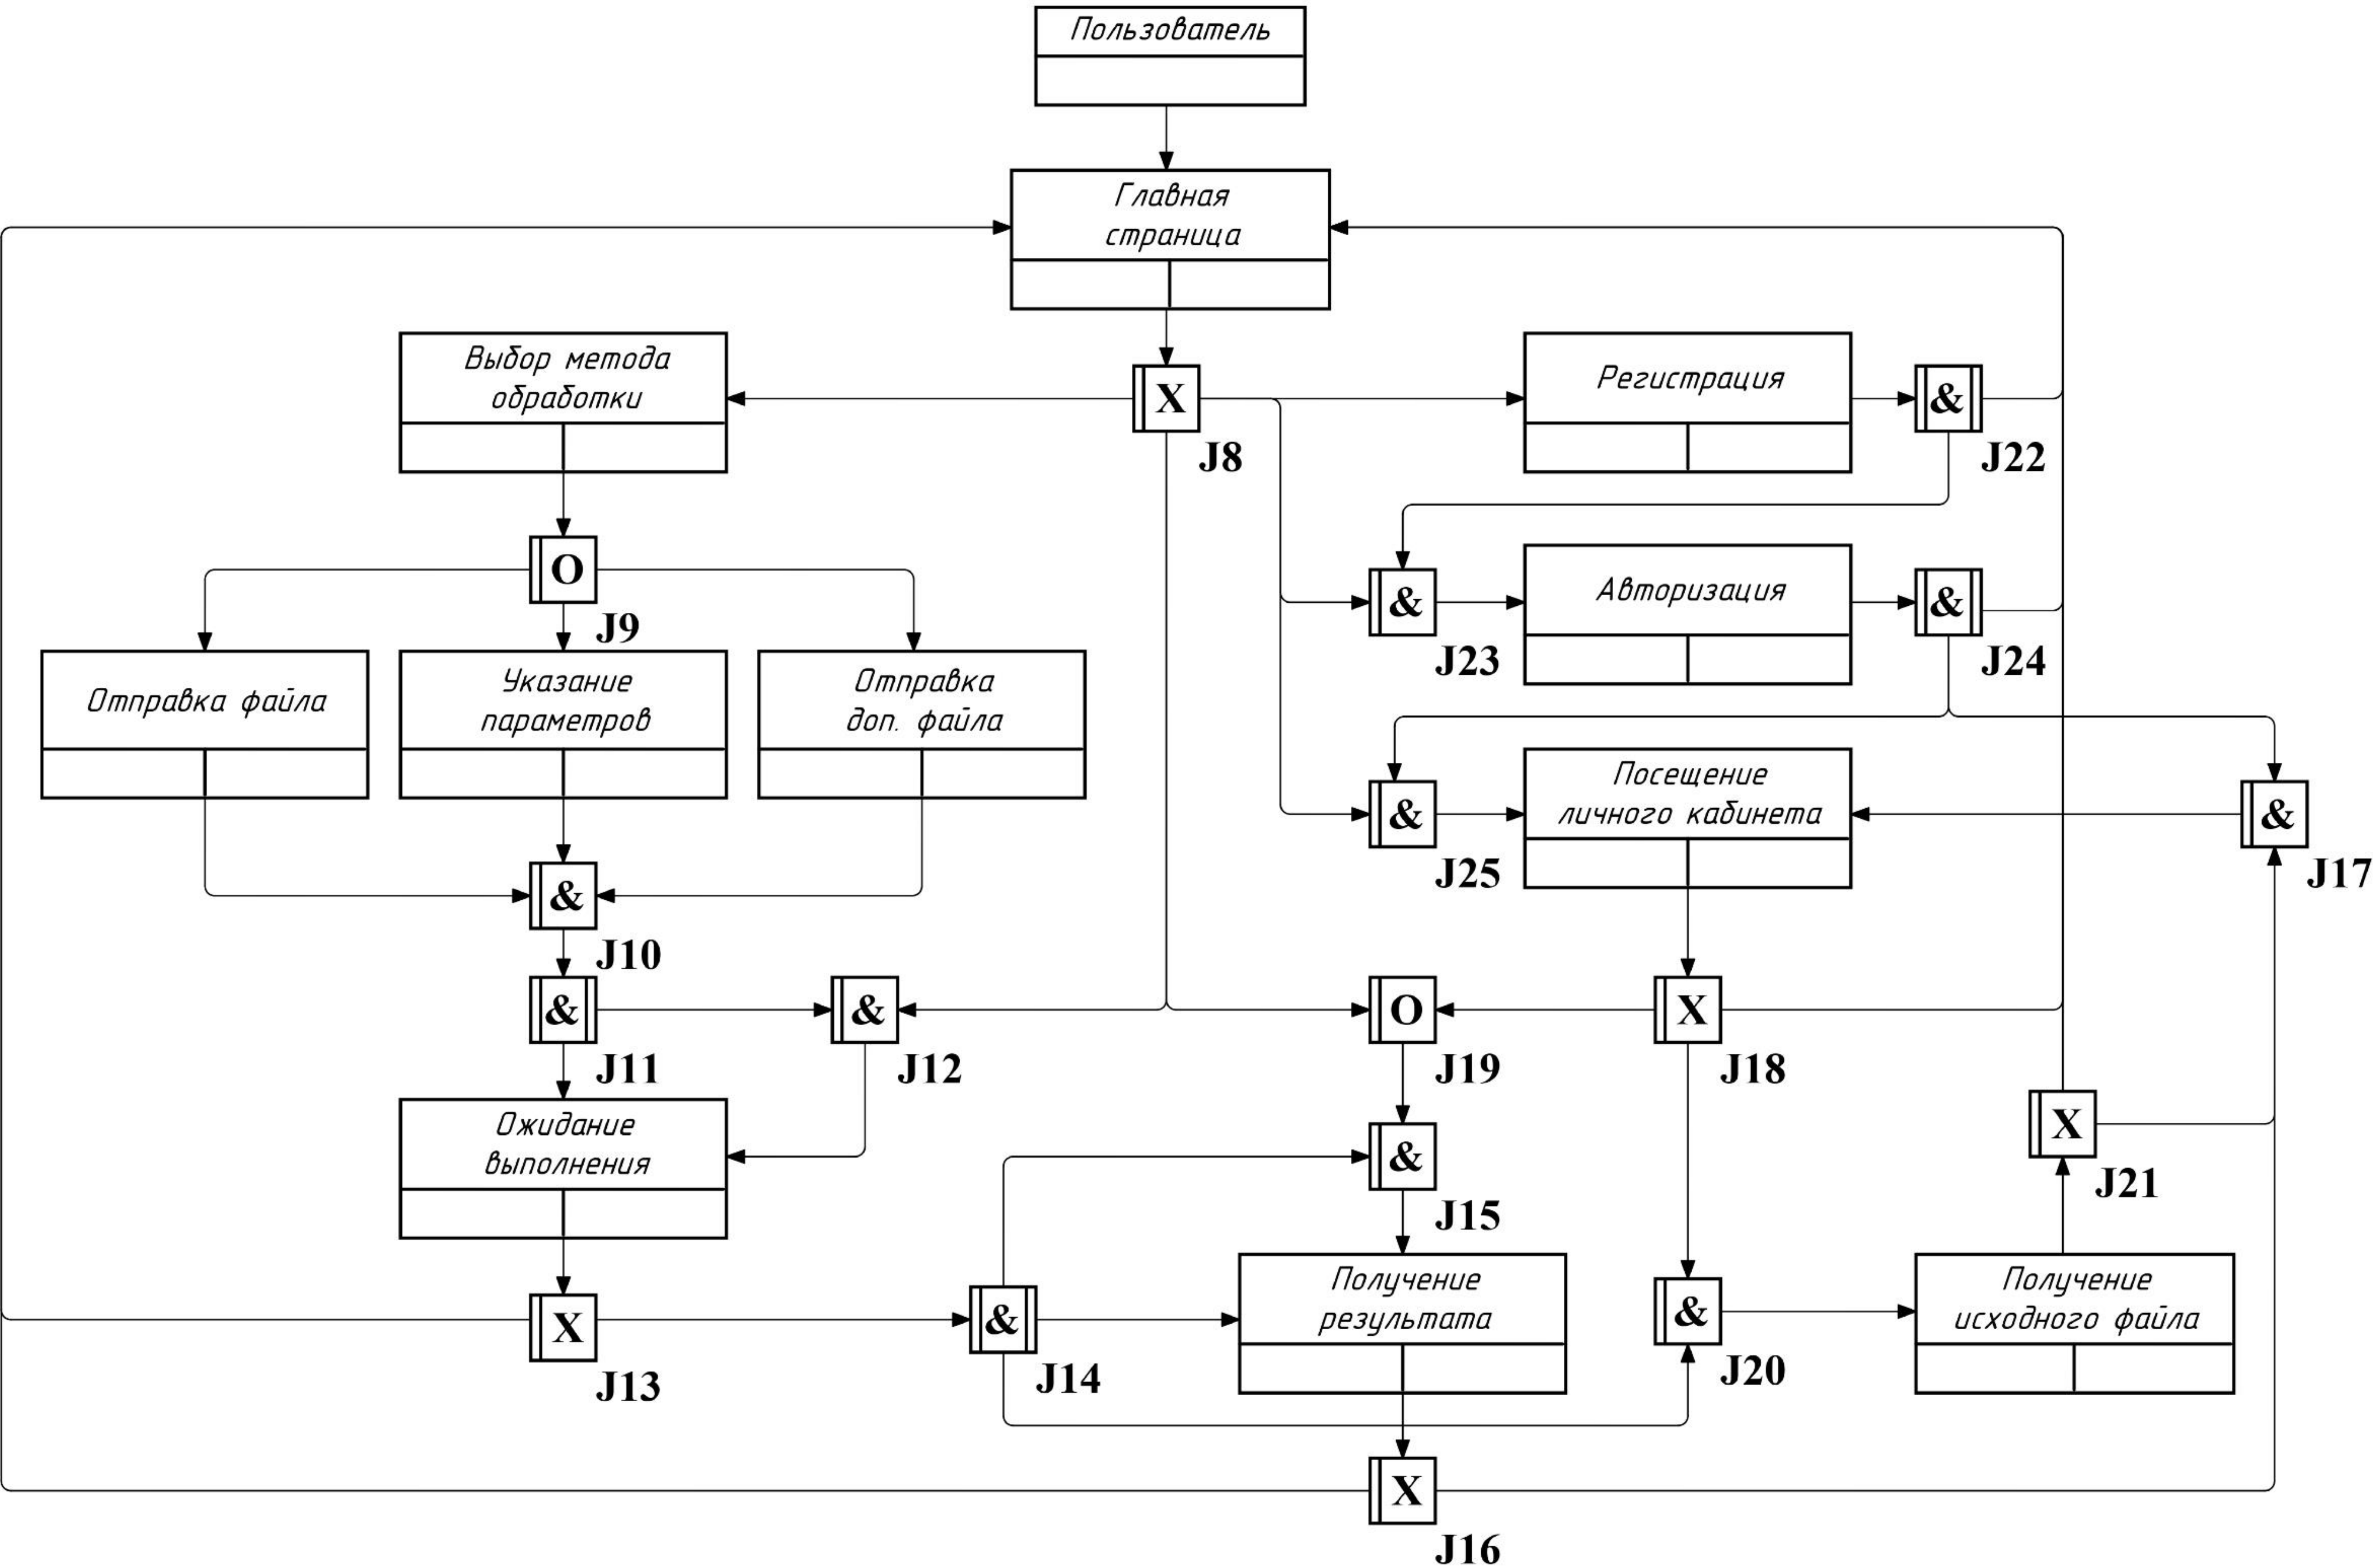 Пользователь
Главная
страница
Выбор метода
обработки
X
J8
Регистрация
&
J22
O
J9
&
J23
Авторизация
&
J24
Отправка файла
Указание
параметров
Отправка
доп. файла
&
J25
Посещение
личного кабинета
&
J17
&
J10
&
J11
&
J12
O
J19
X
J18
Ожидание
выполнения
&
J15
X
J21
X
J13
&
J14
Получение
результата
&
J20
Получение
исходного файла
X
J16